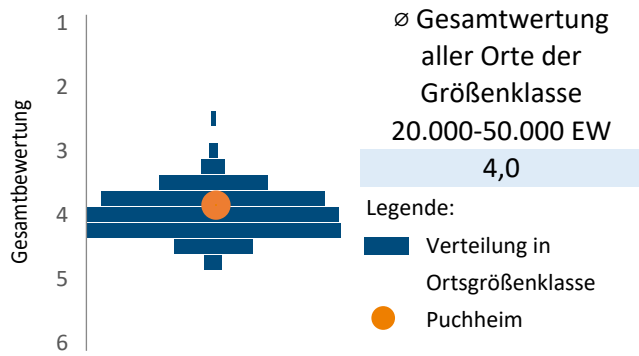 Gesamtbewertung
1
2
3
4
5
6
⌀ Gesamtwertung
aller Orte der
Größenklasse
20.000-50.000 EW
4,0
Legende:
Verteilung in
Ortsgrößenklasse
Puchheim